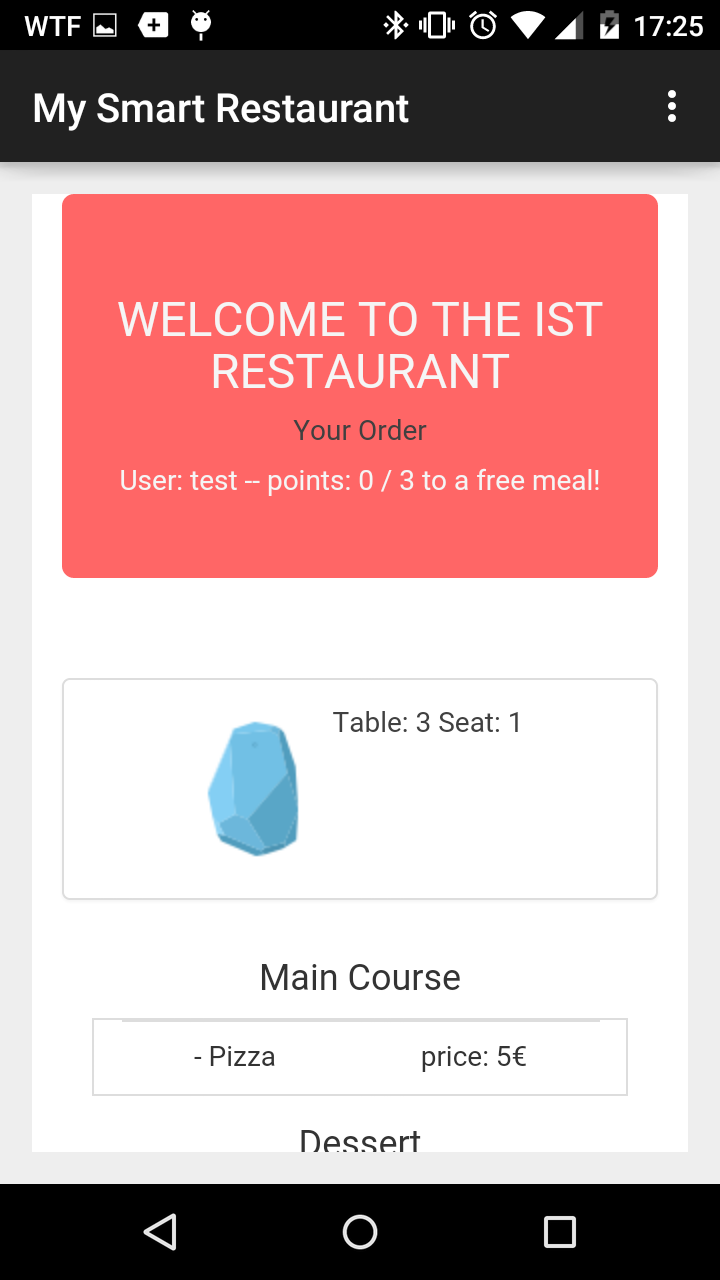 WTF 17:25
My Smart Restaurant
WELCOME TO THE IST
RESTAURANT
Your Order
User: test -- points: 0 / 3 to a free meal!
Table: 3 Seat: 1
Main Course
- Pizza price: 5€
Dessert